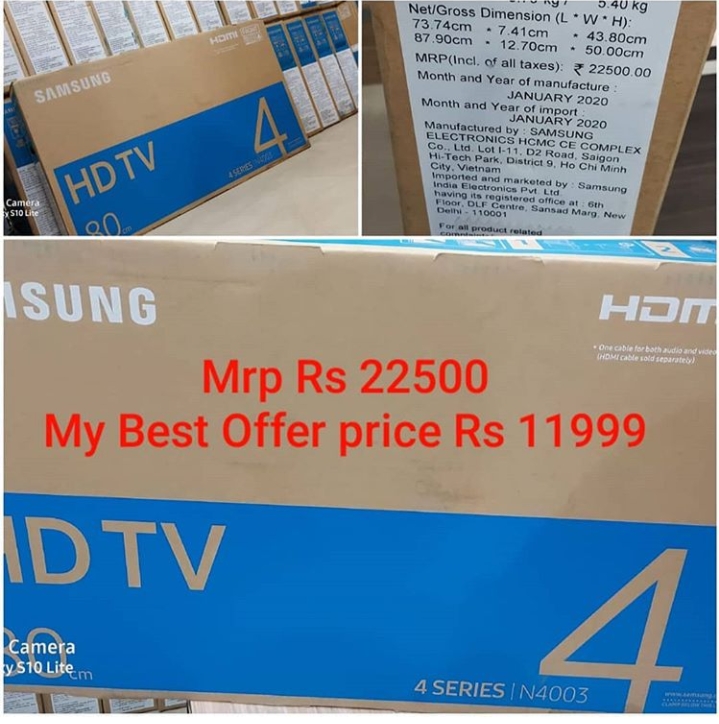 SAMSUNG
HDMI
HD TV
4
80 cm
4 SERIES | N4003
Camera
y S10 Lite
5.40 kg
Net/Gross Dimension (L * W * H):
73.74cm * 7.41cm * 43.80cm
87.90cm * 12.70cm * 50.00cm
MRP(Incl. of all taxes): ₹ 22500.00
Month and Year of manufacture :
JANUARY 2020
Month and Year of import :
JANUARY 2020
Manufactured by : SAMSUNG
ELECTRONICS HCMC CE COMPLEX
Co., Ltd. Lot I-11, D2 Road, Saigon
Hi-Tech Park, District 9, Ho Chi Minh
City, Vietnam
Imported and marketed by : Samsung
India Electronics Pvt. Ltd.
having its registered office at : 6th
Floor, DLF Centre, Sansad Marg, New
Delhi - 110001
For all product related
SUNG
HDM
* One cable for both audio and video
(HDMI cable sold separately)
Mrp Rs 22500
My Best Offer price Rs 11999
HD TV
4
80 cm
Camera
y S10 Lite
4 SERIES | N4003